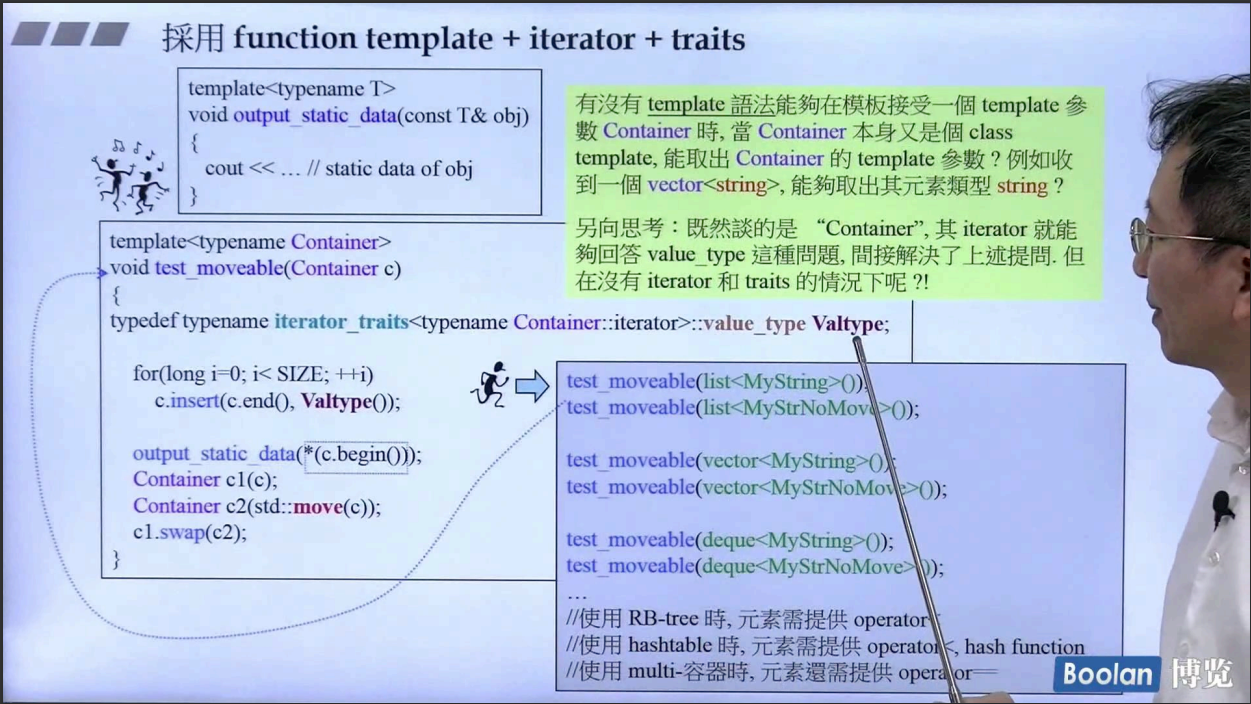 採用 function template + iterator + traits
template<typename T>
void output_static_data(const T& obj)
{
cout << … // static data of obj
}
有沒有 template 語法能夠在模板接受一個 template 參
數 Container 時, 當 Container 本身又是個 class
template, 能取出 Container 的 template 參數 ? 例如收
到一個 vector<string>, 能夠取出其元素類型 string ?
另向思考：既然談的是 “Container”, 其 iterator 就能
夠回答 value_type 這種問題, 間接解決了上述提問. 但
在沒有 iterator 和 traits 的情況下呢 ?!
template<typename Container>
void test_moveable(Container c)
{
typedef typename iterator_traits<typename Container::iterator>::value_type Valtype;
for(long i=0; i< SIZE; ++i)
c.insert(c.end(), Valtype());
output_static_data(*(c.begin()));
Container c1(c);
Container c2(std::move(c));
c1.swap(c2);
}
test_moveable(list<MyString>());
test_moveable(list<MyStrNoMove>());
test_moveable(vector<MyString>());
test_moveable(vector<MyStrNoMove>());
test_moveable(deque<MyString>());
test_moveable(deque<MyStrNoMove>());
…
//使用 RB-tree 時, 元素需提供 operator<
//使用 hashtable 時, 元素需提供 operator<, hash function
//使用 multi-容器時, 元素還需提供 operator==
Boolan 博览